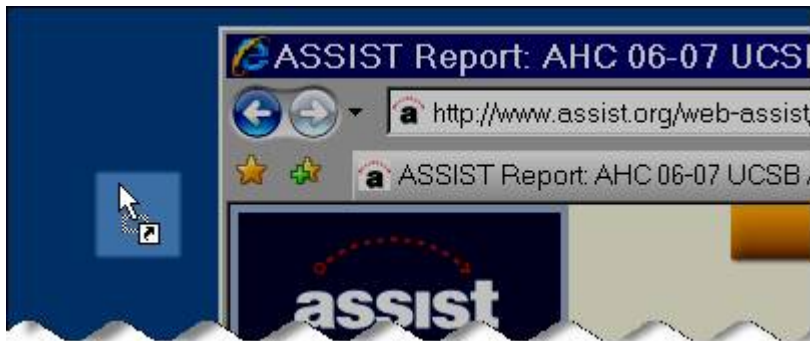 ASSIST Report: AHC 06-07 UCSB
http://www.assist.org/web-assist
ASSIST Report: AHC 06-07 UCSB
assist